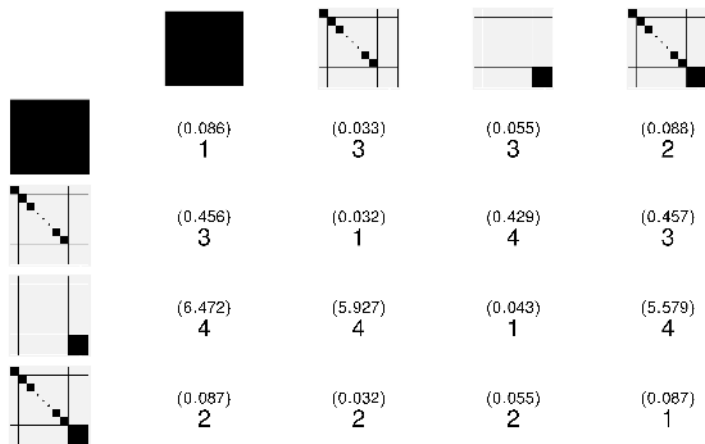 (0.086) (0.033) (0.055) (0.088)
1 3 3 2
(0.456) (0.032) (0.429) (0.457)
3 1 4 3
(6.472) (5.927) (0.043) (5.579)
4 4 1 4
(0.087) (0.032) (0.055) (0.087)
2 2 2 1